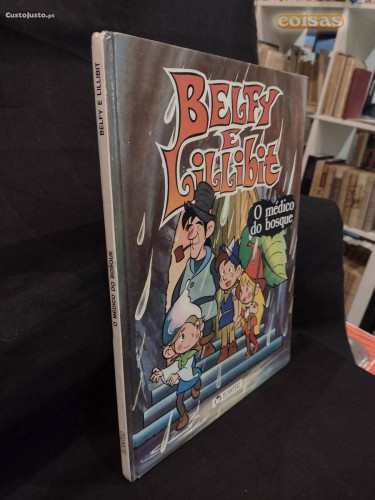 CustoJusto.pt
coisas
BELFY E LILLIBIT
O MÉDICO DO BOSQUE
BELFY
E
LILLIBIT
O médico
do bosque